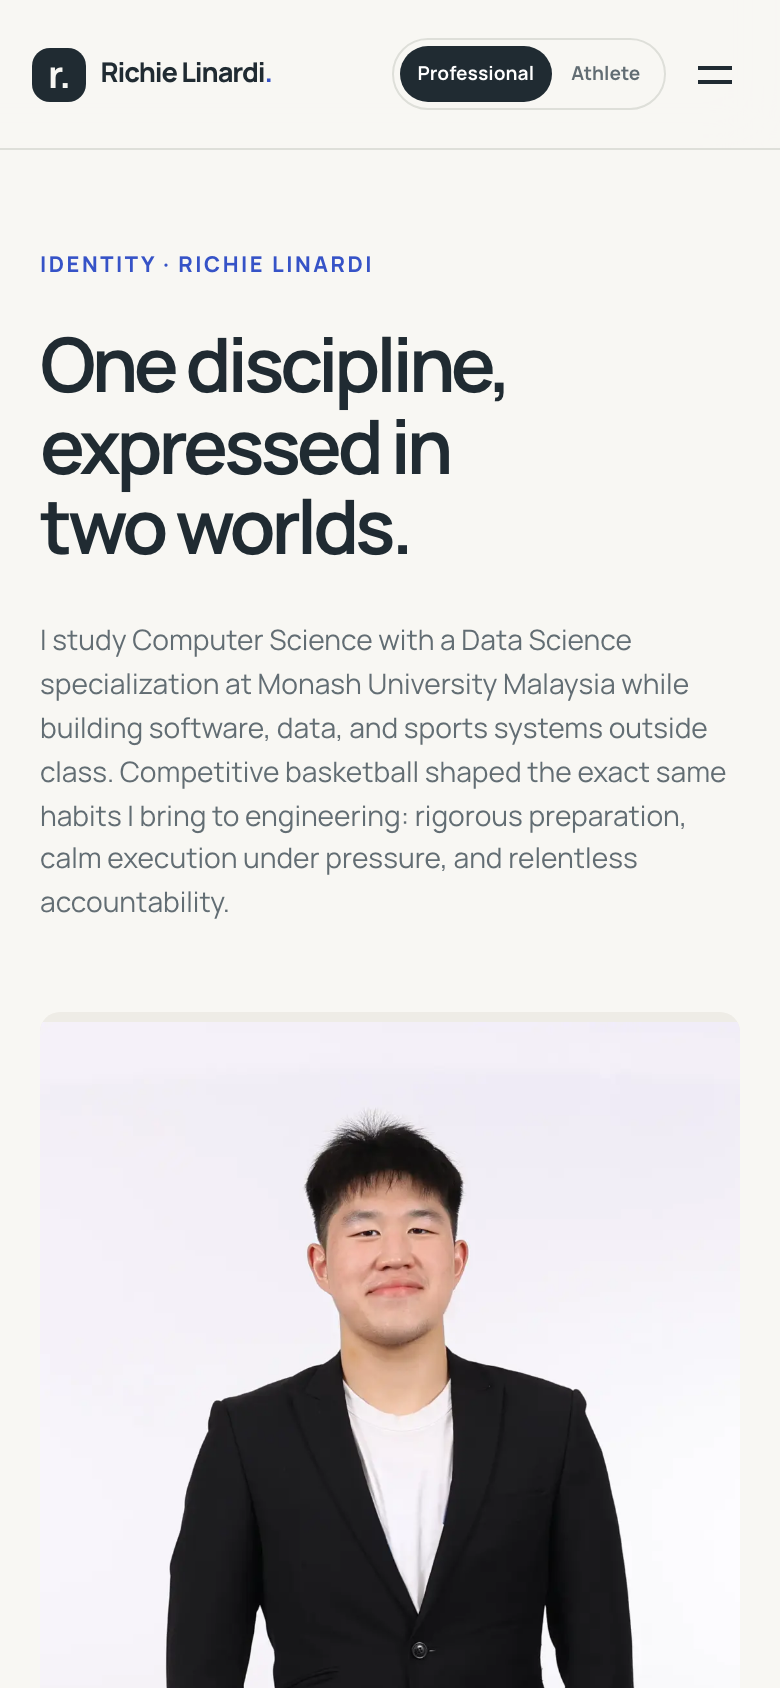 r.
Richie Linardi.
Professional
Athlete
IDENTITY · RICHIE LINARDI
One discipline,
expressed in
two worlds.
I study Computer Science with a Data Science
specialization at Monash University Malaysia while
building software, data, and sports systems outside
class. Competitive basketball shaped the exact same
habits I bring to engineering: rigorous preparation,
calm execution under pressure, and relentless
accountability.